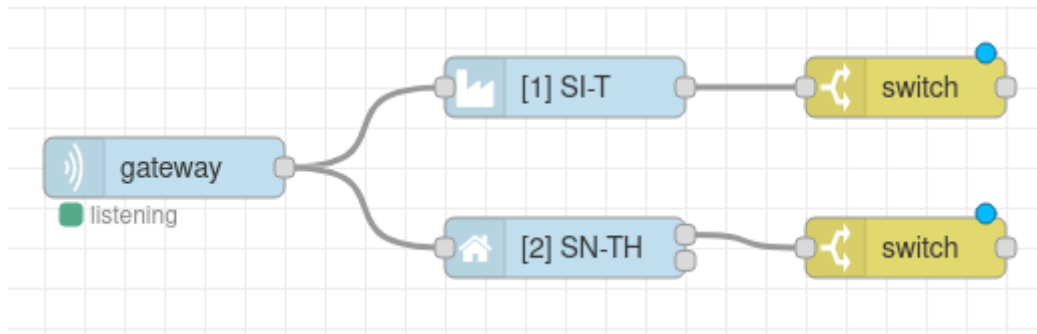 [1] SI-T
switch
gateway
listening
[2] SN-TH
switch